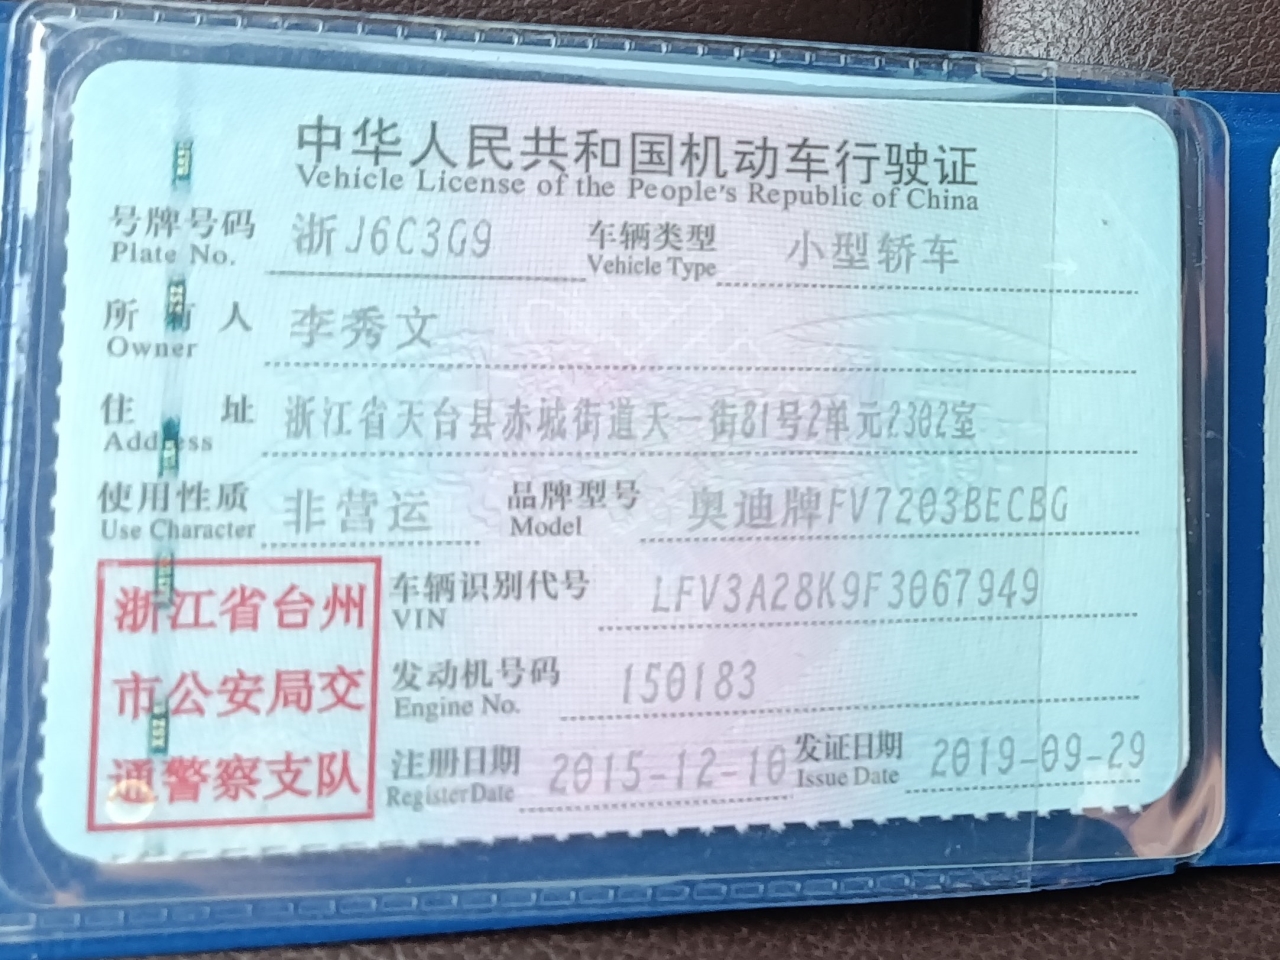 中华人民共和国机动车行驶证
Vehicle License of the People's Republic of China
号牌号码 浙J6C3G9 车辆类型 小型轿车
Plate No. Vehicle Type
所有人 李秀文
Owner
住址 浙江省天台县赤城街道天一街81号2单元2302室
Address
使用性质 非营运 品牌型号 奥迪牌FV7203BECBG
Use Character Model
浙江省台州
市公安局交
通警察支队
车辆识别代号 LFV3A28K9F3067949
VIN
发动机号码 150183
Engine No.
注册日期 2015-12-10 发证日期 2019-09-29
Register Date Issue Date